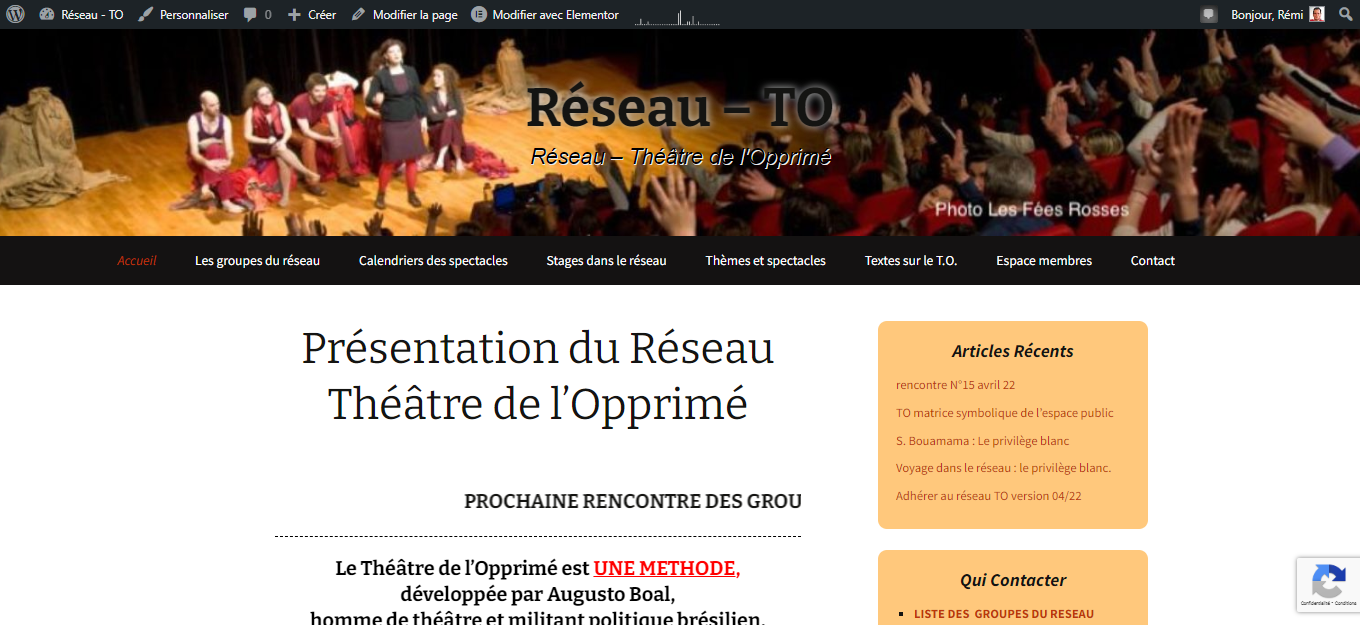 Réseau - TO Personnaliser 0 Créer Modifier la page Modifier avec Elementor Bonjour, Rémi
Réseau – TO
Réseau – Théâtre de l'Opprimé
Photo Les Fées Rosses
Accueil Les groupes du réseau Calendriers des spectacles Stages dans le réseau Thèmes et spectacles Textes sur le T.O. Espace membres Contact
Présentation du Réseau
Théâtre de l’Opprimé
PROCHAINE RENCONTRE DES GROU
Le Théâtre de l’Opprimé est UNE METHODE,
développée par Augusto Boal,
homme de théâtre et militant politique brésilien.
Articles Récents
rencontre N°15 avril 22
TO matrice symbolique de l’espace public
S. Bouamama : Le privilège blanc
Voyage dans le réseau : le privilège blanc.
Adhérer au réseau TO version 04/22
Qui Contacter
LISTE DES GROUPES DU RESEAU
Confidentialité - Conditions